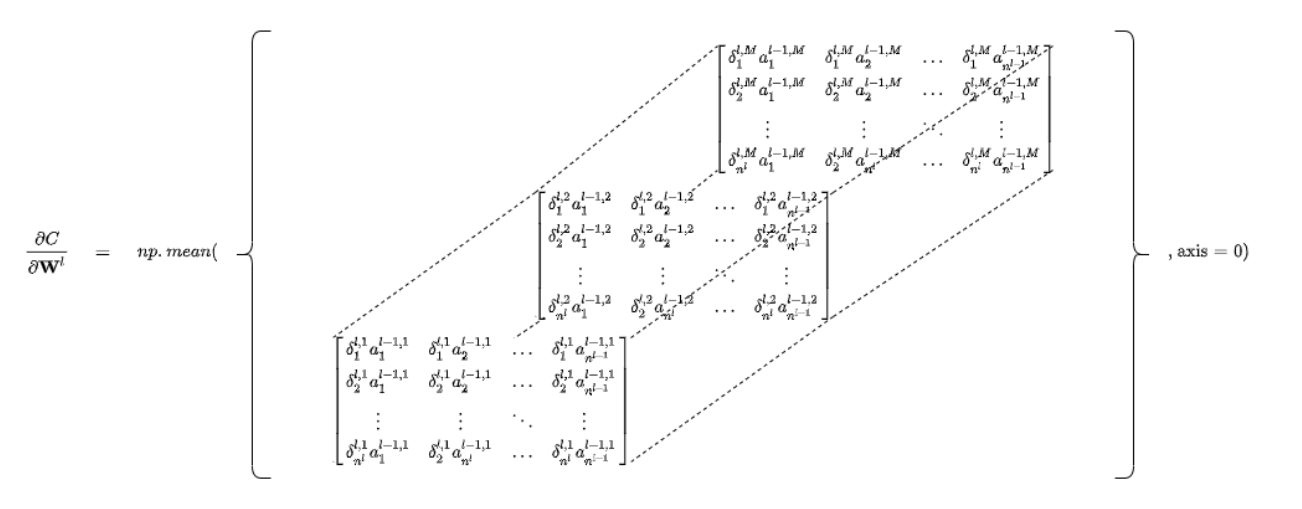 δ_1^{l,M} a_1^{l-1,M} δ_1^{l,M} a_2^{l-1,M} … δ_1^{l,M} a_{n^{l-1}}^{l-1,M}
δ_2^{l,M} a_1^{l-1,M} δ_2^{l,M} a_2^{l-1,M} … δ_2^{l,M} a_{n^{l-1}}^{l-1,M}
⋮ ⋮ ⋱ ⋮
δ_{n^l}^{l,M} a_1^{l-1,M} δ_2^{l,M} a_{n^l}^{l-1,M} … δ_{n^l}^{l,M} a_{n^{l-1}}^{l-1,M}
δ_1^{l,2} a_1^{l-1,2} δ_1^{l,2} a_2^{l-1,2} … δ_1^{l,2} a_{n^{l-1}}^{l-1,2}
δ_2^{l,2} a_1^{l-1,2} δ_2^{l,2} a_2^{l-1,2} … δ_2^{l,2} a_{n^{l-1}}^{l-1,2}
∂C/∂W^l = np.mean( { } , axis = 0)
⋮ ⋮ ⋱ ⋮
δ_{n^l}^{l,2} a_1^{l-1,2} δ_2^{l,2} a_{n^l}^{l-1,2} … δ_{n^l}^{l,2} a_{n^{l-1}}^{l-1,2}
δ_1^{l,1} a_1^{l-1,1} δ_1^{l,1} a_2^{l-1,1} … δ_1^{l,1} a_{n^{l-1}}^{l-1,1}
δ_2^{l,1} a_1^{l-1,1} δ_2^{l,1} a_2^{l-1,1} … δ_2^{l,1} a_{n^{l-1}}^{l-1,1}
⋮ ⋮ ⋱ ⋮
δ_{n^l}^{l,1} a_1^{l-1,1} δ_2^{l,1} a_{n^l}^{l-1,1} … δ_{n^l}^{l,1} a_{n^{l-1}}^{l-1,1}